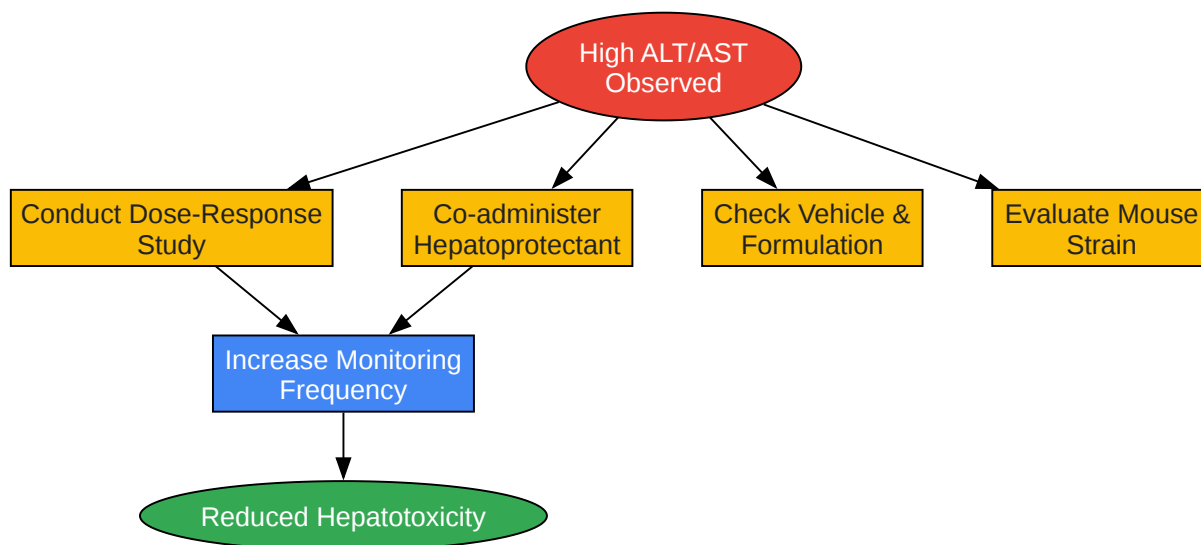 High ALT/AST
Observed
Conduct Dose-Response
Study
Co-administer
Hepatoprotectant
Check Vehicle &
Formulation
Evaluate Mouse
Strain
Increase Monitoring
Frequency
Reduced Hepatotoxicity